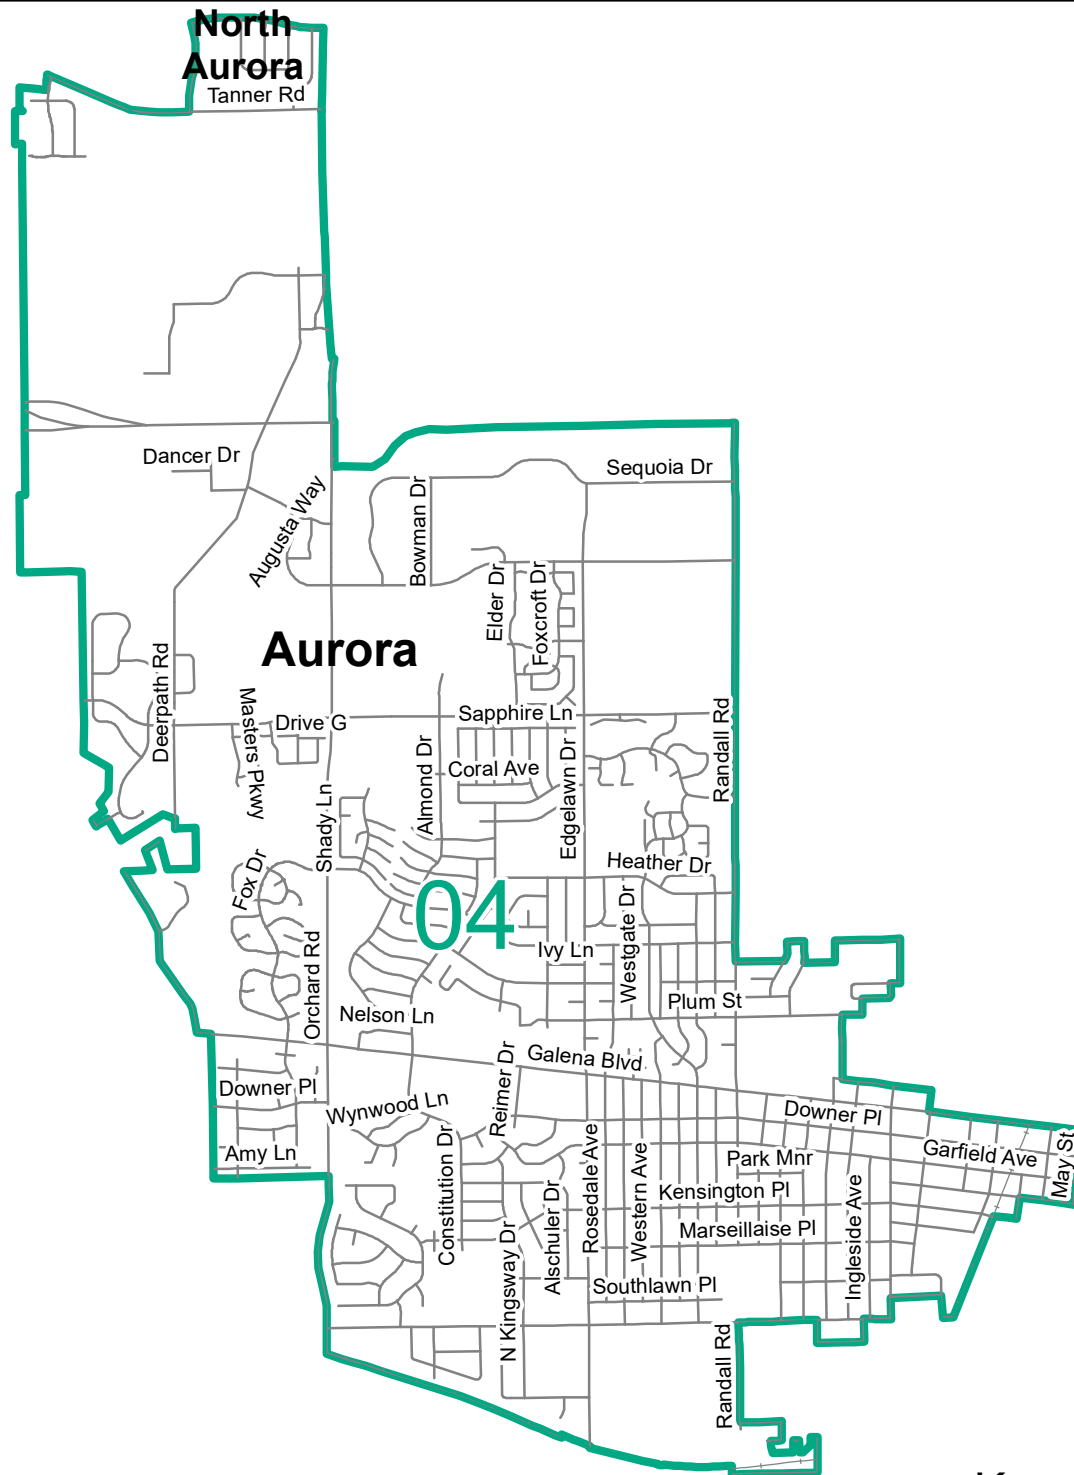 North
Aurora
Tanner Rd
Dancer Dr
Sequoia Dr
Augusta Way
Bowman Dr
Elder Dr
Foxcroft Dr
Aurora
Deerpath Rd
Masters Pkwy
Drive G
Sapphire Ln
Randall Rd
Almond Dr
Coral Ave
Edgelawn Dr
Shady Ln
Fox Dr
Heather Dr
04
Westgate Dr
Ivy Ln
Orchard Rd
Plum St
Nelson Ln
Galena Blvd
Reimer Dr
Downer Pl
Wynwood Ln
Downer Pl
Amy Ln
Constitution Dr
Rosedale Ave
Western Ave
Park Mnr
Garfield Ave
May St
Kensington Pl
Alschuler Dr
Marseillaise Pl
Ingleside Ave
N Kingsway Dr
Southlawn Pl
Randall Rd